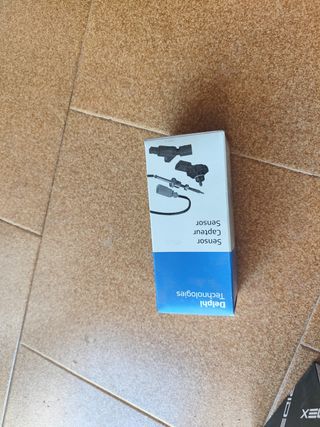 Delphi
Technologies
Sensor
Capteur
Sensor